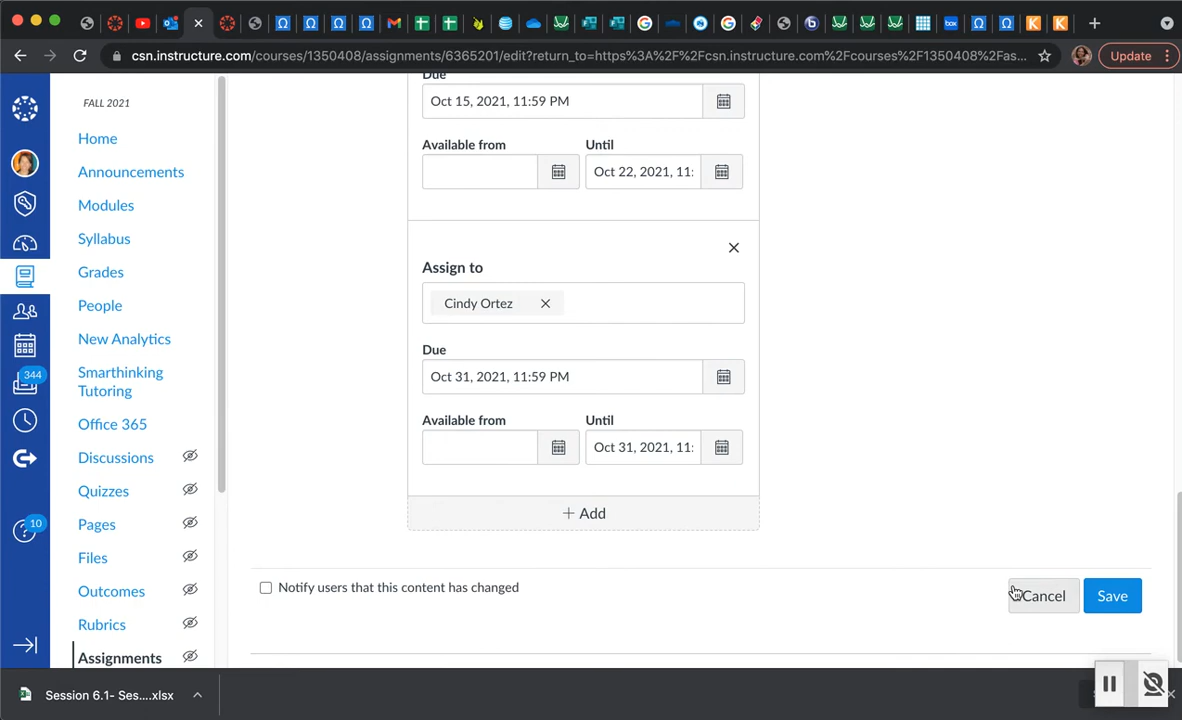 csn.instructure.com/courses/1350408/assignments/6365201/edit?return_to=https%3A%2F%2Fcsn.instructure.com%2Fcourses%2F1350408%2Fas...
Update
FALL 2021
Home
Announcements
Modules
Syllabus
Grades
People
New Analytics
Smarthinking
Tutoring
Office 365
Discussions
Quizzes
Pages
Files
Outcomes
Rubrics
Assignments
344
10
Due
Oct 15, 2021, 11:59 PM
Available from
Until
Oct 22, 2021, 11:
Assign to
Cindy Ortez
Due
Oct 31, 2021, 11:59 PM
Available from
Until
Oct 31, 2021, 11:
+ Add
Notify users that this content has changed
Cancel
Save
Session 6.1- Ses....xlsx